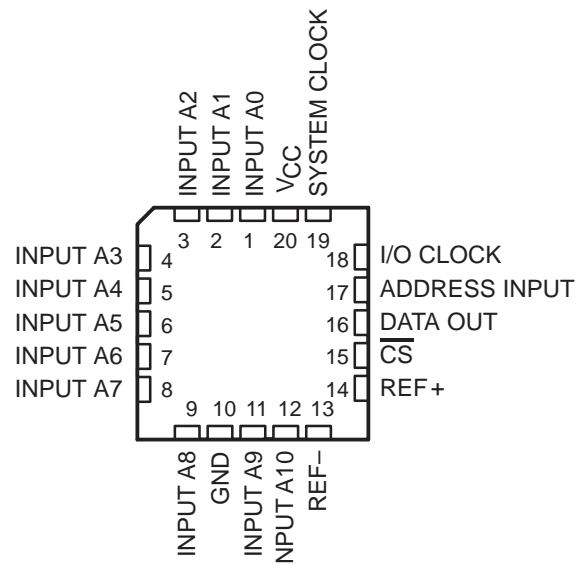 INPUT A2
INPUT A1
INPUT A0
VCC
SYSTEM CLOCK
3
2
1
20
19
INPUT A3
4
18
I/O CLOCK
INPUT A4
5
17
ADDRESS INPUT
INPUT A5
6
16
DATA OUT
INPUT A6
7
15
CS
INPUT A7
8
14
REF+
9
10
11
12
13
INPUT A8
GND
INPUT A9
NPUT A10
REF–